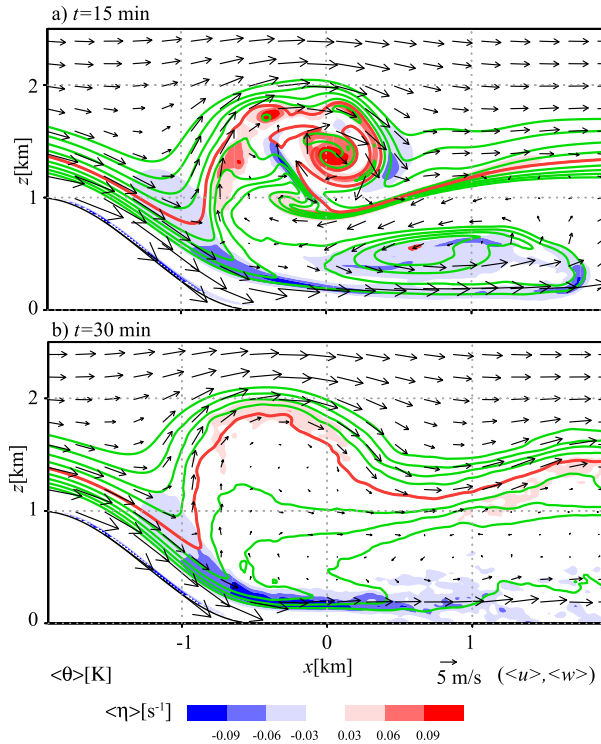 a) t=15 min
2
z[km]
1
0
b) t=30 min
2
z[km]
1
0
-1 0 1
<θ>[K] x[km] 5 m/s (<u>,<w>)
<η>[s⁻¹]
-0.09 -0.06 -0.03 0.03 0.06 0.09